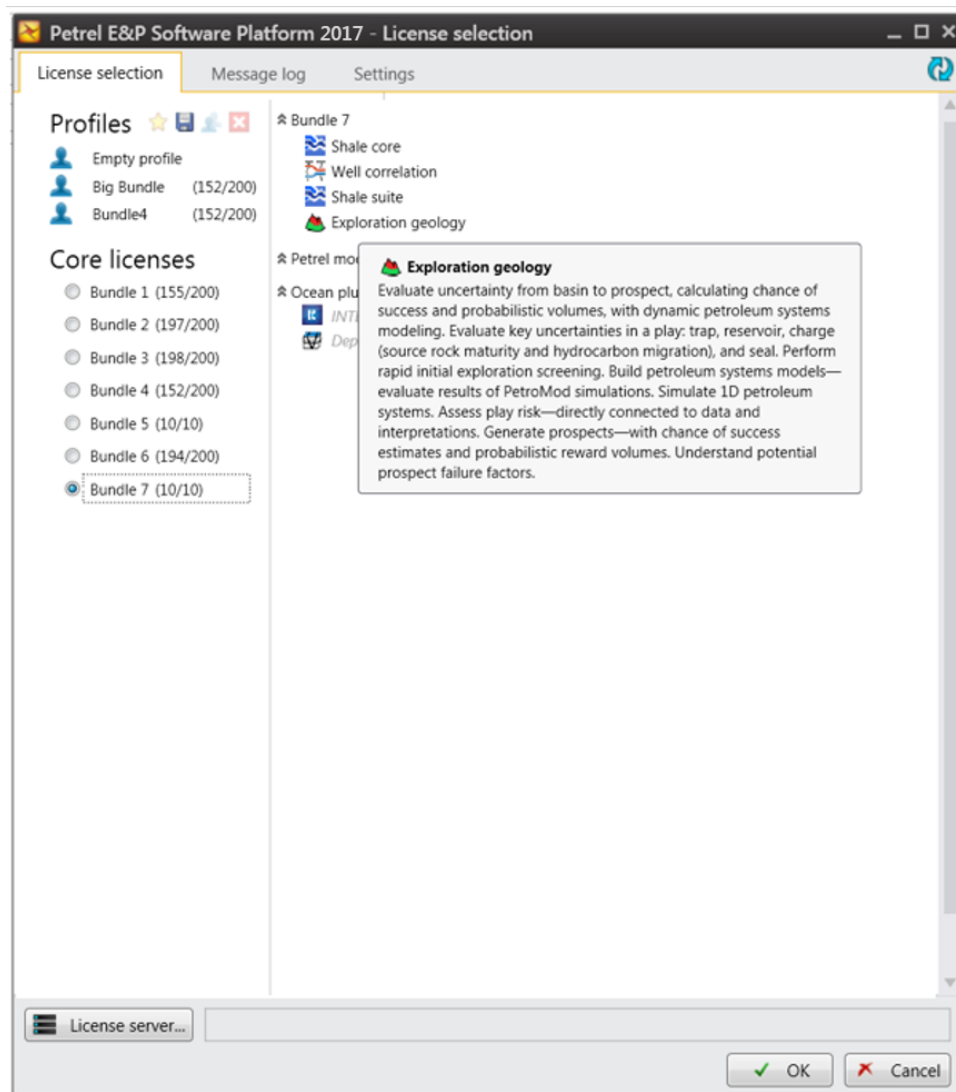 Petrel E&P Software Platform 2017 - License selection
License selection
Message log
Settings
Profiles
Empty profile
Big Bundle (152/200)
Bundle4 (152/200)
Core licenses
Bundle 1 (155/200)
Bundle 2 (197/200)
Bundle 3 (198/200)
Bundle 4 (152/200)
Bundle 5 (10/10)
Bundle 6 (194/200)
Bundle 7 (10/10)
Bundle 7
Shale core
Well correlation
Shale suite
Exploration geology
Petrel mo
Ocean plu
INT
Dep
Exploration geology
Evaluate uncertainty from basin to prospect, calculating chance of
success and probabilistic volumes, with dynamic petroleum systems
modeling. Evaluate key uncertainties in a play: trap, reservoir, charge
(source rock maturity and hydrocarbon migration), and seal. Perform
rapid initial exploration screening. Build petroleum systems models—
evaluate results of PetroMod simulations. Simulate 1D petroleum
systems. Assess play risk—directly connected to data and
interpretations. Generate prospects—with chance of success
estimates and probabilistic reward volumes. Understand potential
prospect failure factors.
License server...
OK
Cancel